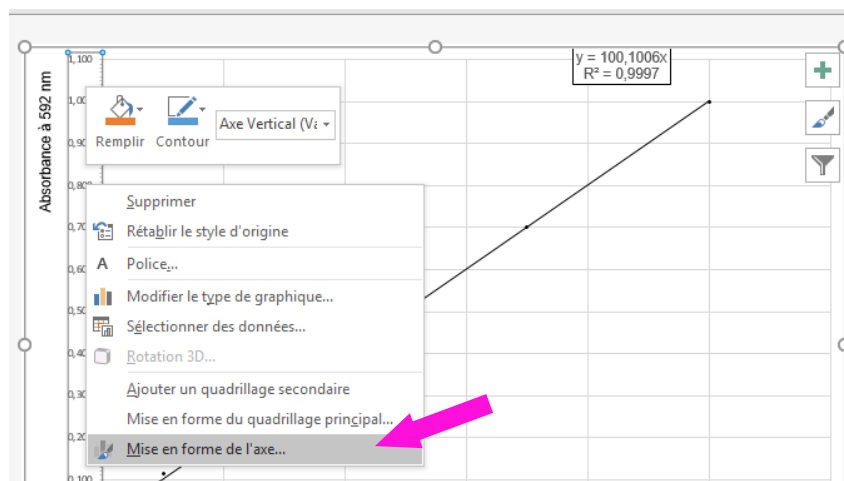 1,100
y = 100,1006x
R² = 0,9997
Absorbance à 592 nm
1,00
0,90
0,80
0,70
0,60
0,50
0,40
0,30
0,20
0,100
Remplir Contour Axe Vertical (Va
Supprimer
Rétablir le style d'origine
A Police...
Modifier le type de graphique...
Sélectionner des données...
Rotation 3D...
Ajouter un quadrillage secondaire
Mise en forme du quadrillage principal...
Mise en forme de l'axe...